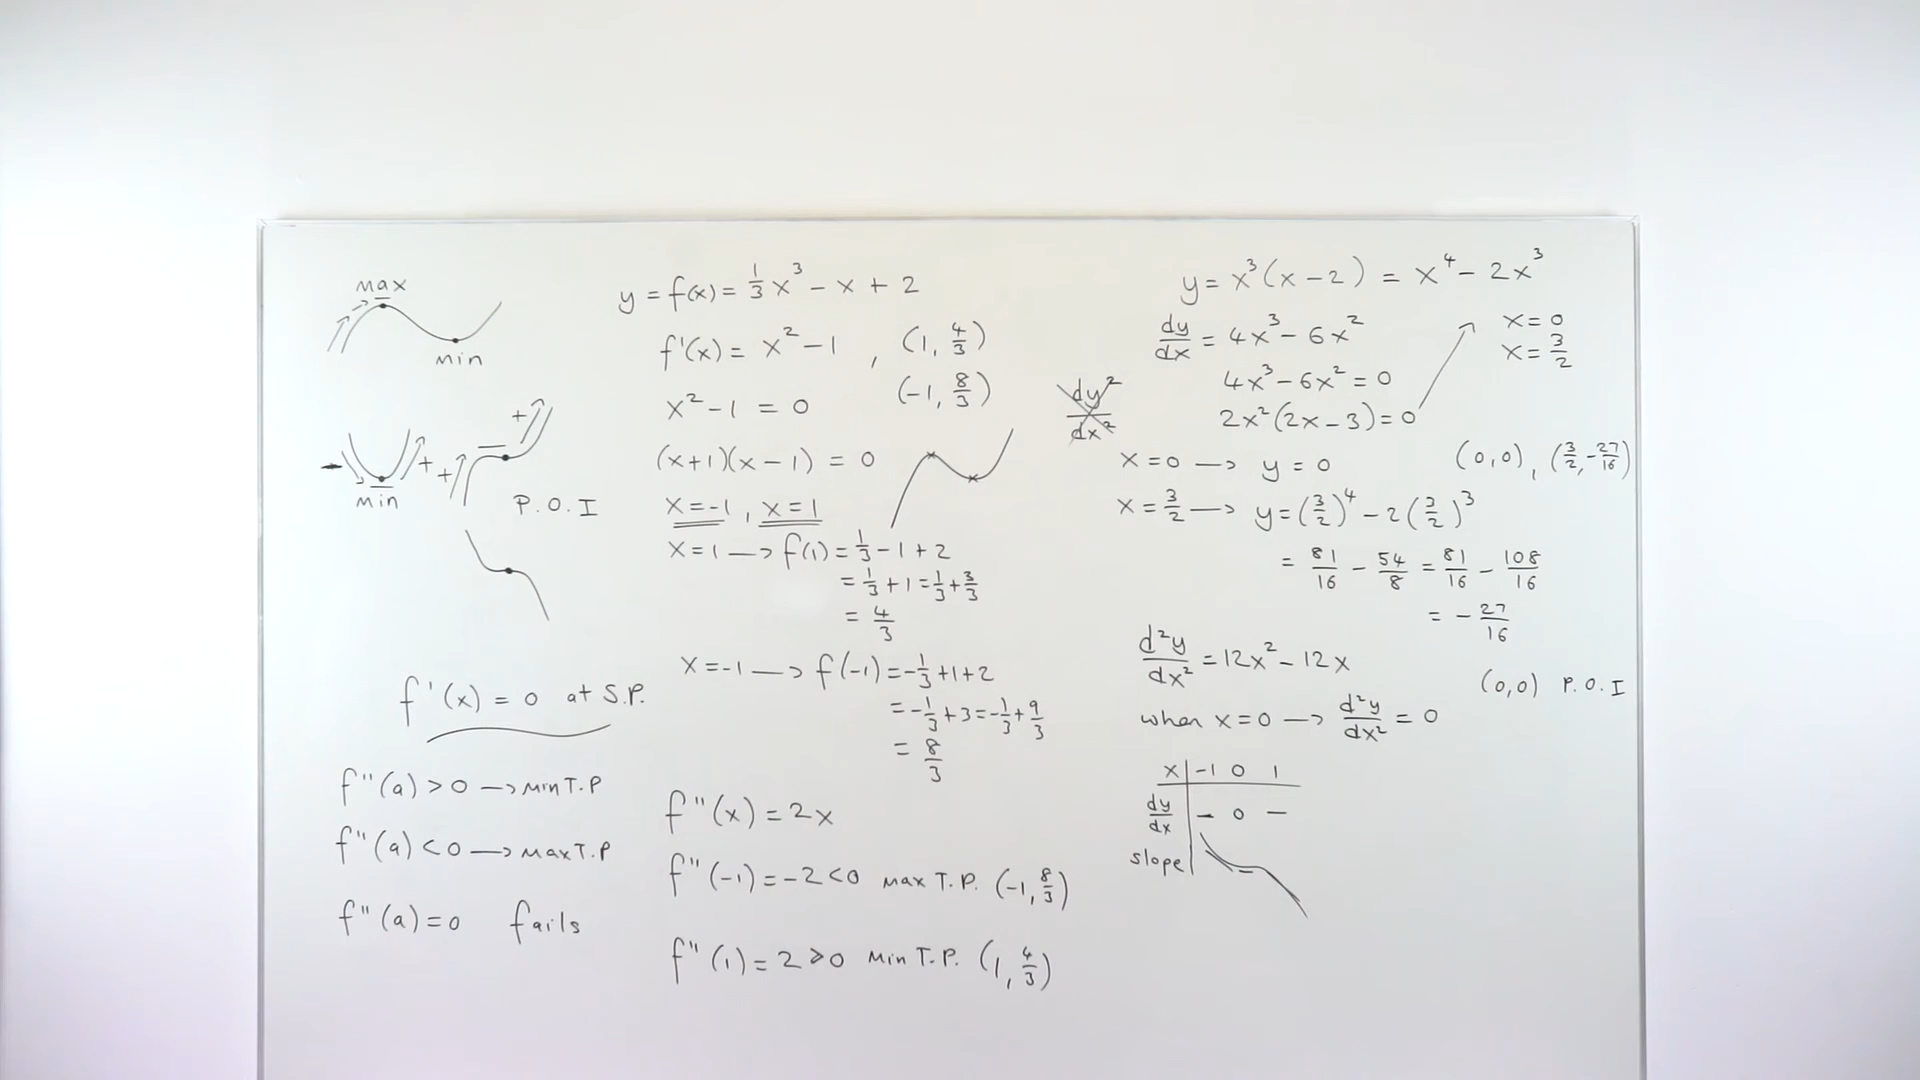 max
min
- + + +
min
P.O.I
f'(x) = 0 at S.P.
f''(a) > 0 → min T.P
f''(a) < 0 → max T.P
f''(a) = 0 fails
y = f(x) = 1/3 x³ - x + 2
f'(x) = x² - 1 , (1, 4/3)
(-1, 8/3)
x² - 1 = 0
(x+1)(x-1) = 0
x = -1 , x = 1
x = 1 → f(1) = 1/3 - 1 + 2
= 1/3 + 1 = 1/3 + 3/3
= 4/3
x = -1 → f(-1) = -1/3 + 1 + 2
= -1/3 + 3 = -1/3 + 9/3
= 8/3
f''(x) = 2x
f''(-1) = -2 < 0 max T.P. (-1, 8/3)
f''(1) = 2 > 0 min T.P. (1, 4/3)
y = x³(x-2) = x⁴ - 2x³
dy/dx = 4x³ - 6x²
x = 0
x = 3/2
4x³ - 6x² = 0
dy²/dx²
2x²(2x-3) = 0
x = 0 → y = 0
(0,0), (3/2, -27/16)
x = 3/2 → y = (3/2)⁴ - 2(3/2)³
= 81/16 - 54/8 = 81/16 - 108/16
= -27/16
d²y/dx² = 12x² - 12x
(0,0) P.O.I
when x = 0 → d²y/dx² = 0
x | -1 0 1
dy/dx | - 0 -
slope